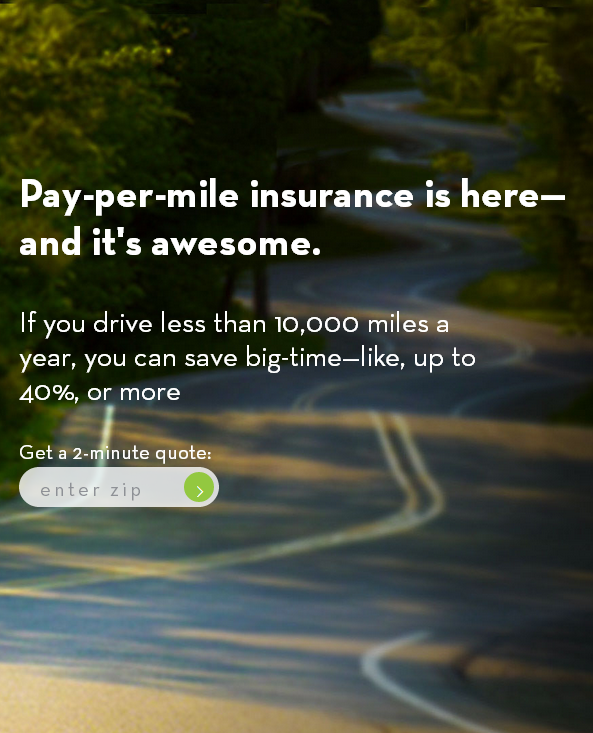 Pay-per-mile insurance is here—
and it's awesome.
If you drive less than 10,000 miles a
year, you can save big-time—like, up to
40%, or more
Get a 2-minute quote:
enter zip